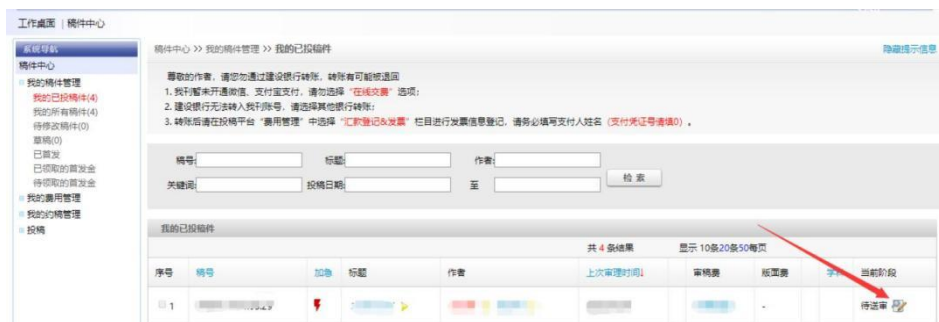 工作桌面 | 稿件中心
系统导航
稿件中心
我的稿件管理
我的已投稿件(4)
我的所有稿件(4)
待修改稿件(0)
草稿(0)
已首发
已领取的首发金
待领取的首发金
我的费用管理
我的约稿管理
投稿
稿件中心 >> 我的稿件管理 >> 我的已投稿件
隐藏提示信息
尊敬的作者，请您勿通过建设银行转账，转账有可能被退回
1. 我刊暂未开通微信、支付宝支付，请勿选择“在线交费”选项；
2. 建设银行无法转入我刊账号，请选择其他银行转账；
3. 转账后请在投稿平台“费用管理”中选择“汇款登记&发票”栏目进行发票信息登记，请务必填写支付人姓名（支付凭证号请填0）。
稿号: 标题: 作者:
关键词: 投稿日期: 至 检 索
我的已投稿件
共 4 条结果 显示 10条20条50每页
序号 稿号 加急 标题 作者 上次审理时间↓ 审稿费 版面费 当前阶段
1 - 待送审